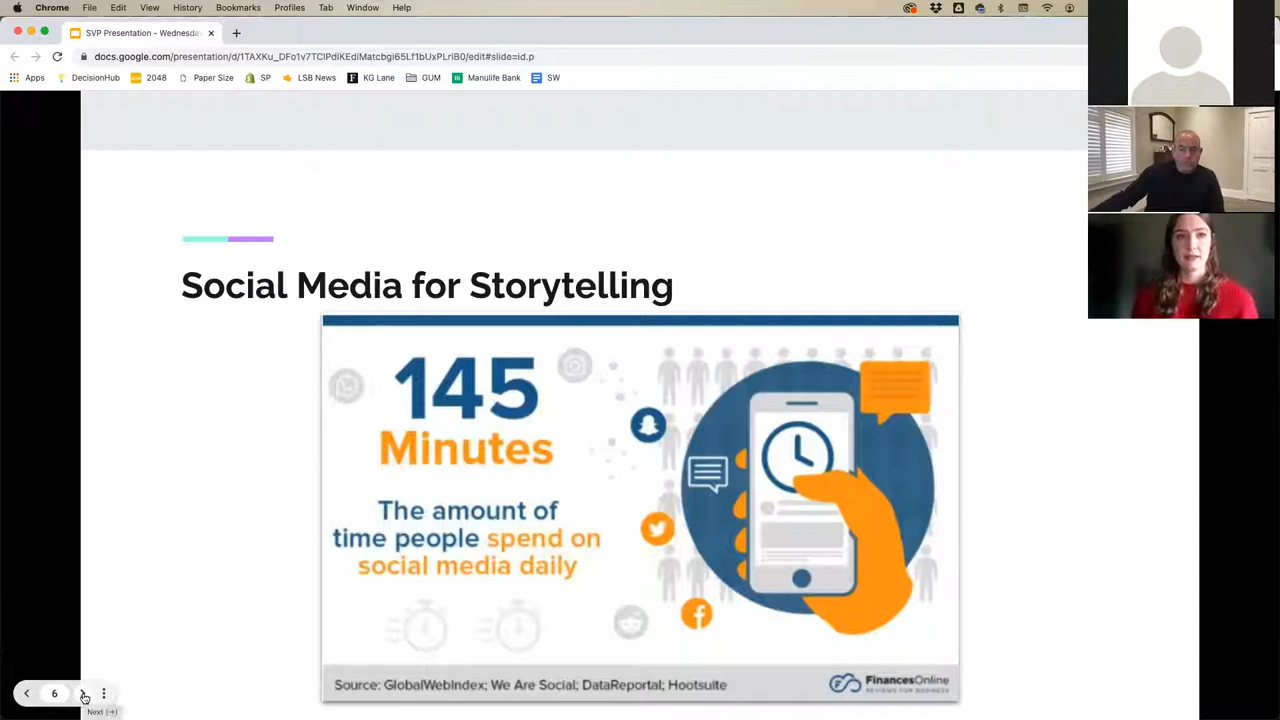 Chrome File Edit View History Bookmarks Profiles Tab Window Help
SVP Presentation - Wednesda
docs.google.com/presentation/d/1TAXKu_DFo1v7TClPdiKEdiMatcbgi65Lf1bUxPLriB0/edit#slide=id.p
Apps DecisionHub 2048 Paper Size SP LSB News KG Lane GUM Manulife Bank SW
Social Media for Storytelling
145
Minutes
The amount of
time people spend on
social media daily
Source: GlobalWebIndex; We Are Social; DataReportal; Hootsuite
FinancesOnline
REVIEWS FOR BUSINESS
6
Next (→)